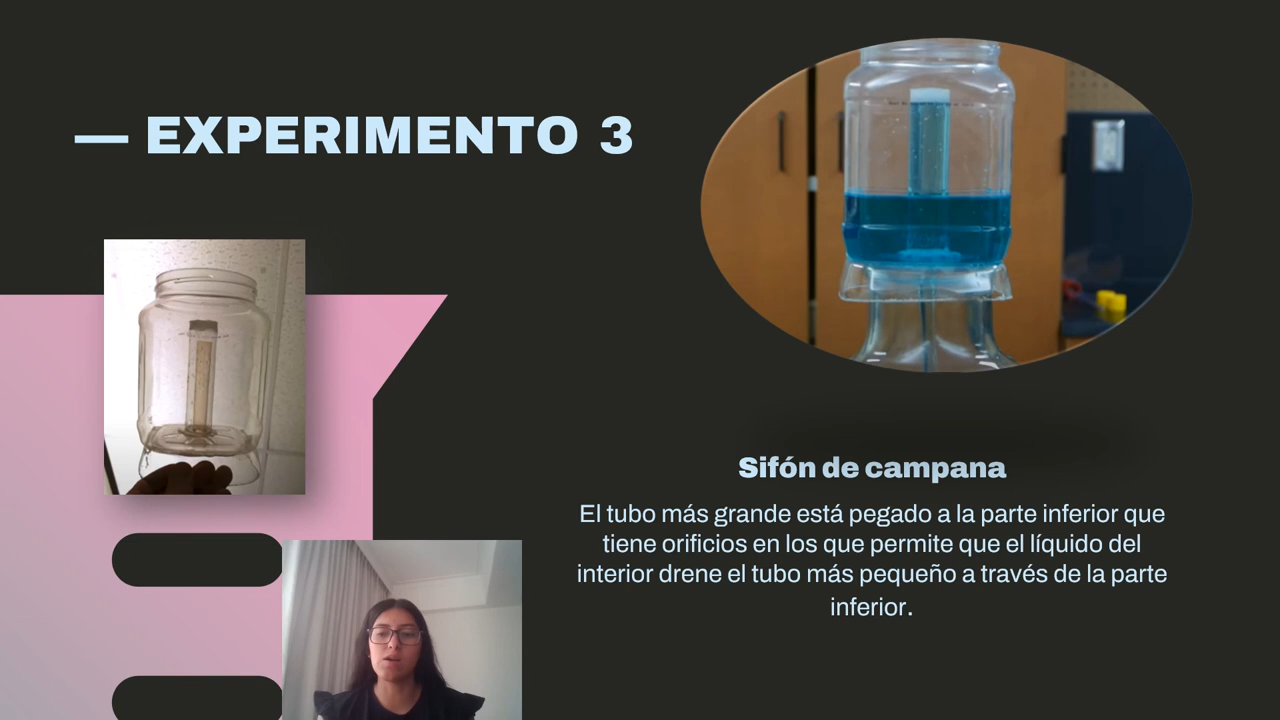 — EXPERIMENTO 3
Sifón de campana
El tubo más grande está pegado a la parte inferior que
tiene orificios en los que permite que el líquido del
interior drene el tubo más pequeño a través de la parte
inferior.